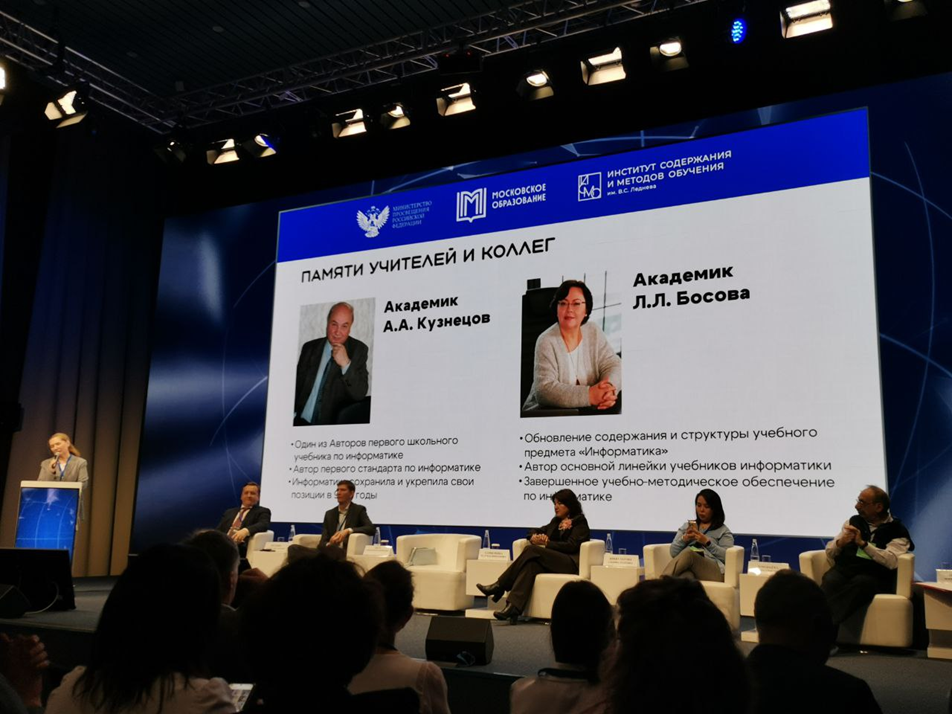 МИНИСТЕРСТВО
ПРОСВЕЩЕНИЯ
РОССИЙСКОЙ
ФЕДЕРАЦИИ
МОСКОВСКОЕ
ОБРАЗОВАНИЕ
ИНСТИТУТ СОДЕРЖАНИЯ
И МЕТОДОВ ОБУЧЕНИЯ
им. В.С. Леднева
ПАМЯТИ УЧИТЕЛЕЙ И КОЛЛЕГ
Академик
А.А. Кузнецов
•Один из Авторов первого школьного
учебника по информатике
•Автор первого стандарта по информатике
сохранила и укрепила свои
позиции в годы
Академик
Л.Л. Босова
•Обновление содержания и структуры учебного
предмета «Информатика»
•Автор основной линейки учебников информатики
•Завершенное учебно-методическое обеспечение
по